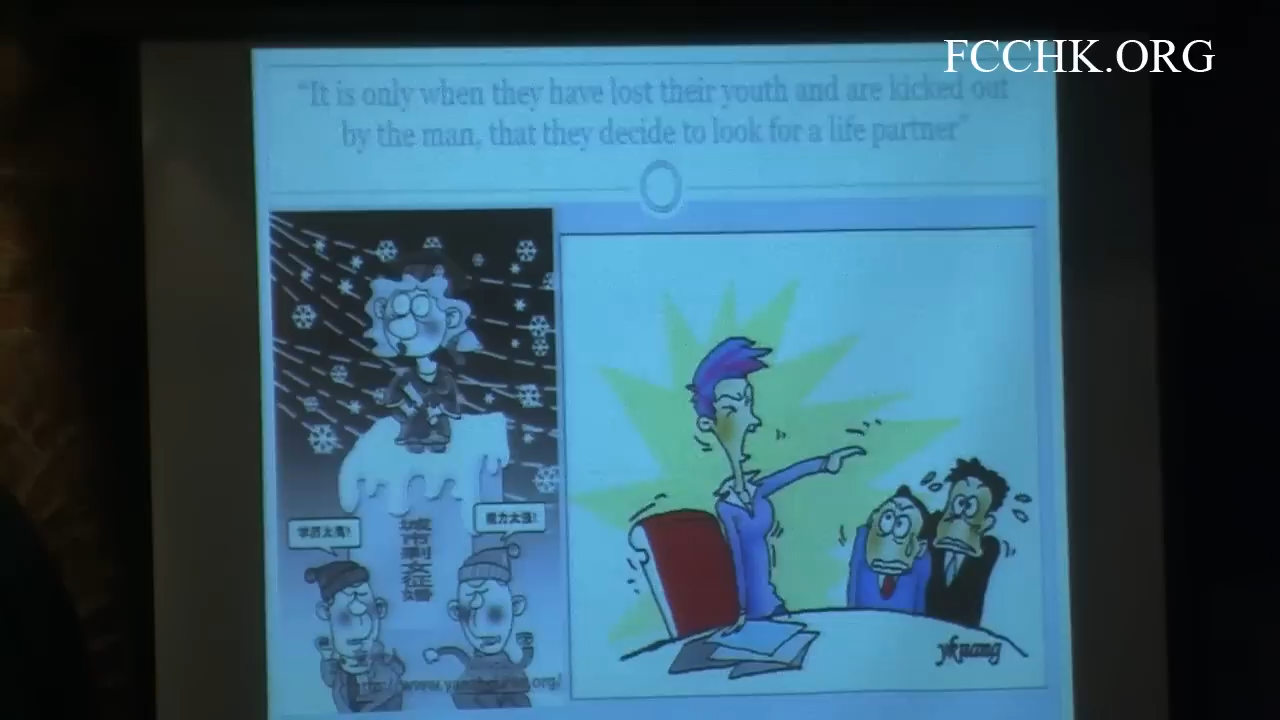 FCCHK.ORG
“It is only when they have lost their youth and are kicked out
by the man, that they decide to look for a life partner”
学历太高!
能力太强!
城市剩女征婚